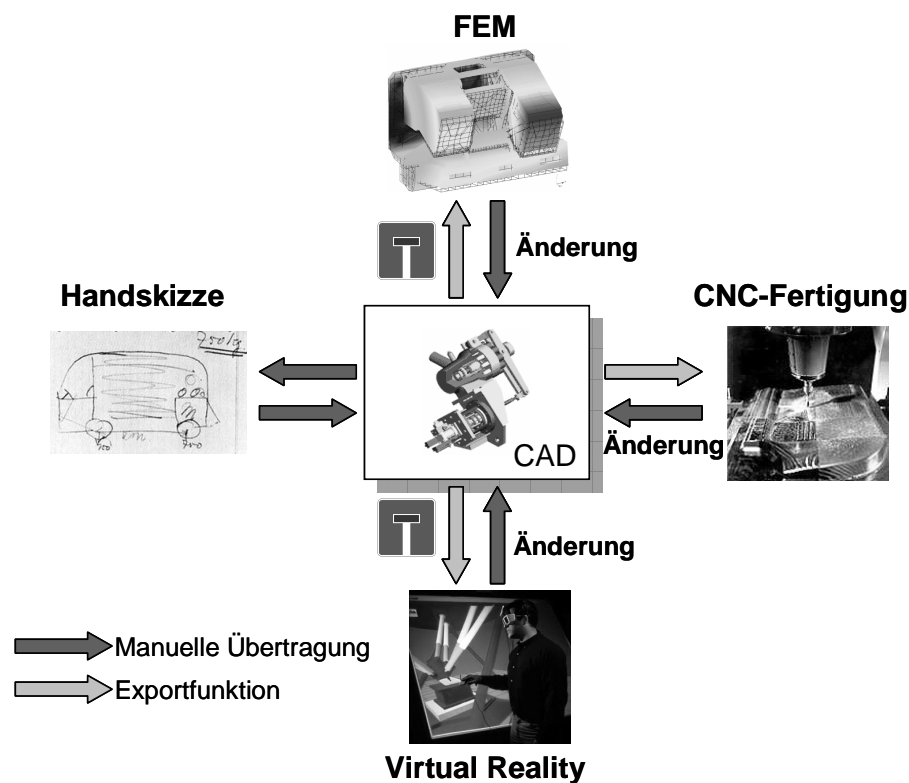 FEM
Änderung
Handskizze
CNC-Fertigung
CAD
Änderung
Änderung
Manuelle Übertragung
Exportfunktion
Virtual Reality